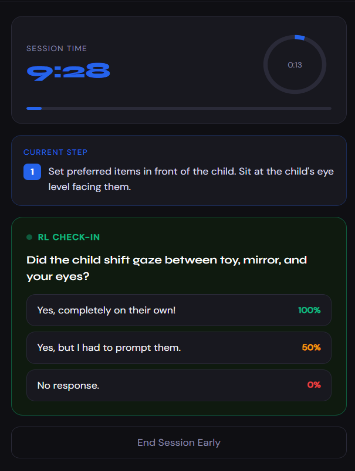 SESSION TIME
9:28
0:13
CURRENT STEP
1 Set preferred items in front of the child. Sit at the child's eye
level facing them.
RL CHECK-IN
Did the child shift gaze between toy, mirror, and
your eyes?
Yes, completely on their own! 100%
Yes, but I had to prompt them. 50%
No response. 0%
End Session Early